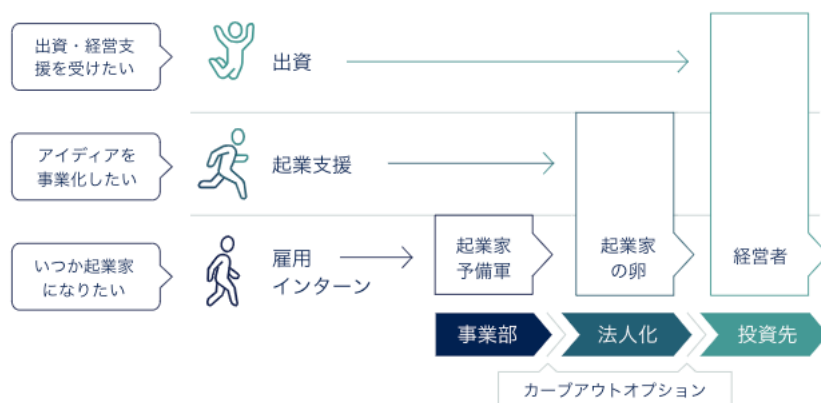 出資・経営支
援を受けたい
出資
アイディアを
事業化したい
起業支援
いつか起業家
になりたい
雇用
インターン
起業家
予備軍
起業家
の卵
経営者
事業部
法人化
投資先
カーブアウトオプション